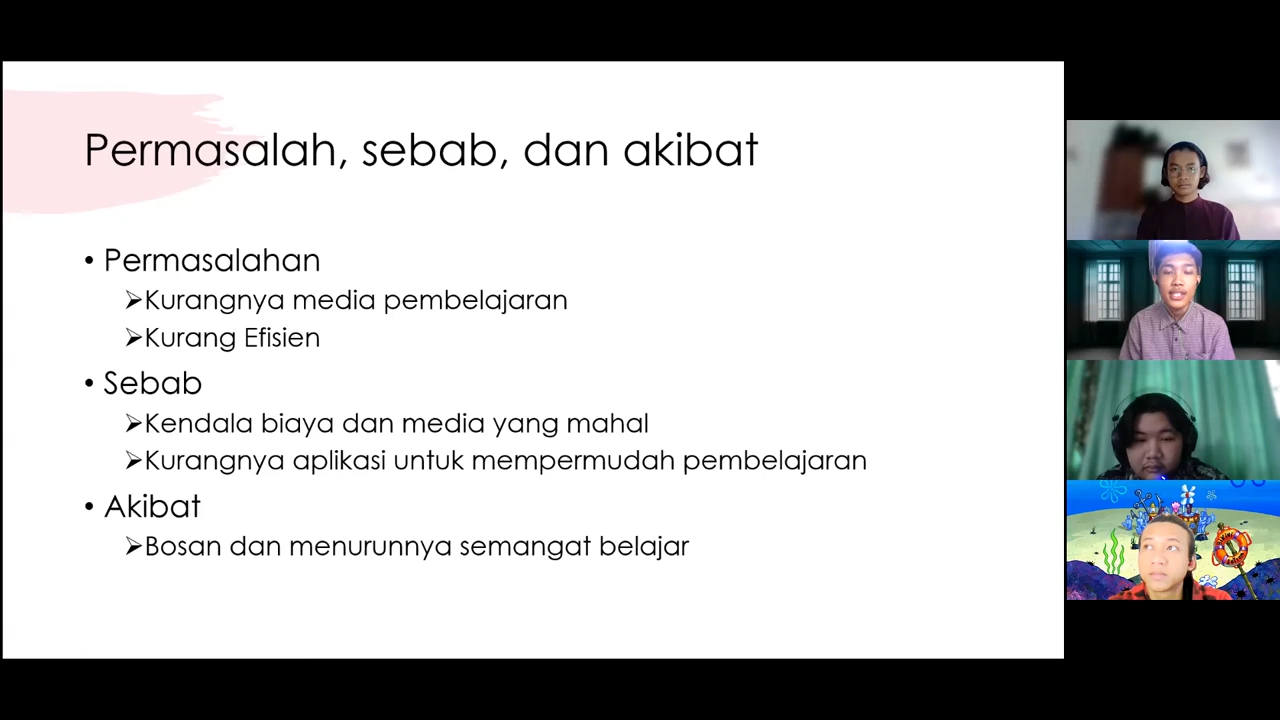 Permasalah, sebab, dan akibat
• Permasalahan
➢Kurangnya media pembelajaran
➢Kurang Efisien
• Sebab
➢Kendala biaya dan media yang mahal
➢Kurangnya aplikasi untuk mempermudah pembelajaran
• Akibat
➢Bosan dan menurunnya semangat belajar